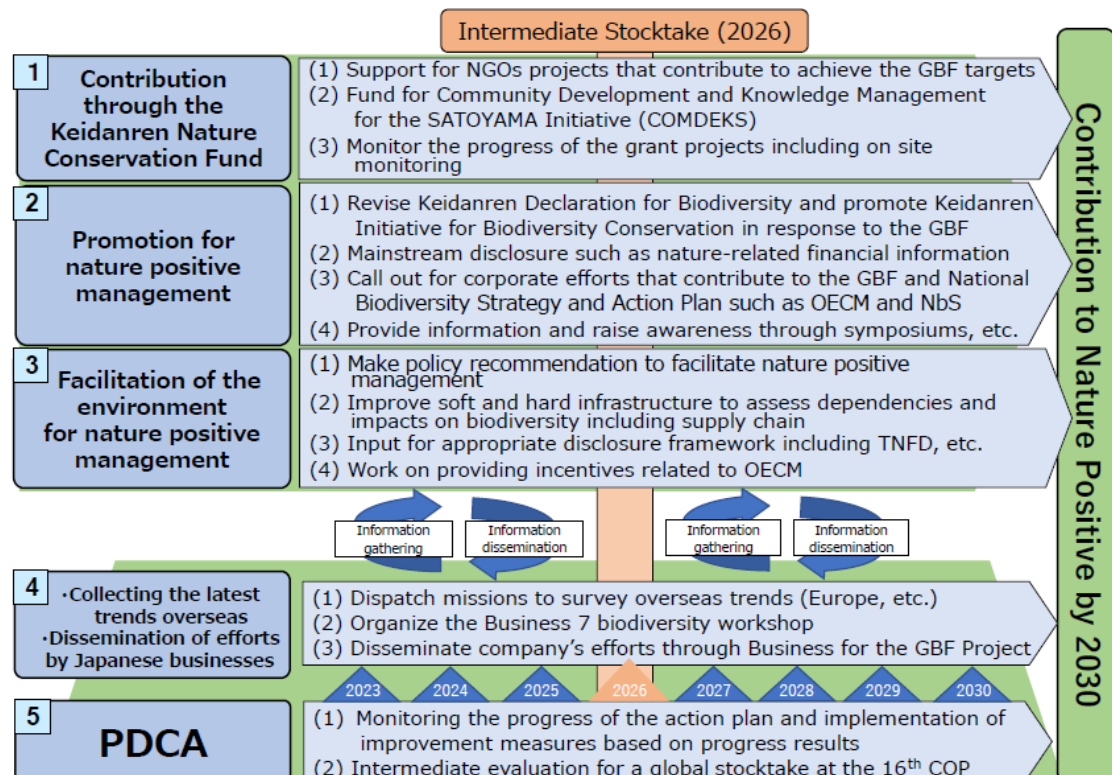 Intermediate Stocktake (2026)
1
Contribution
through the
Keidanren Nature
Conservation Fund
(1) Support for NGOs projects that contribute to achieve the GBF targets
(2) Fund for Community Development and Knowledge Management
for the SATOYAMA Initiative (COMDEKS)
(3) Monitor the progress of the grant projects including on site
monitoring
2
Promotion for
nature positive
management
(1) Revise Keidanren Declaration for Biodiversity and promote Keidanren
Initiative for Biodiversity Conservation in response to the GBF
(2) Mainstream disclosure such as nature-related financial information
(3) Call out for corporate efforts that contribute to the GBF and National
Biodiversity Strategy and Action Plan such as OECM and NbS
(4) Provide information and raise awareness through symposiums, etc.
3
Facilitation of the
environment
for nature positive
management
(1) Make policy recommendation to facilitate nature positive
management
(2) Improve soft and hard infrastructure to assess dependencies and
impacts on biodiversity including supply chain
(3) Input for appropriate disclosure framework including TNFD, etc.
(4) Work on providing incentives related to OECM
Information
gathering
Information
dissemination
Information
gathering
Information
dissemination
4
・Collecting the latest
trends overseas
・Dissemination of efforts
by Japanese businesses
(1) Dispatch missions to survey overseas trends (Europe, etc.)
(2) Organize the Business 7 biodiversity workshop
(3) Disseminate company's efforts through Business for the GBF Project
2023 2024 2025 2026 2027 2028 2029 2030
5
PDCA
(1) Monitoring the progress of the action plan and implementation of
improvement measures based on progress results
(2) Intermediate evaluation for a global stocktake at the 16th COP
Contribution to Nature Positive by 2030